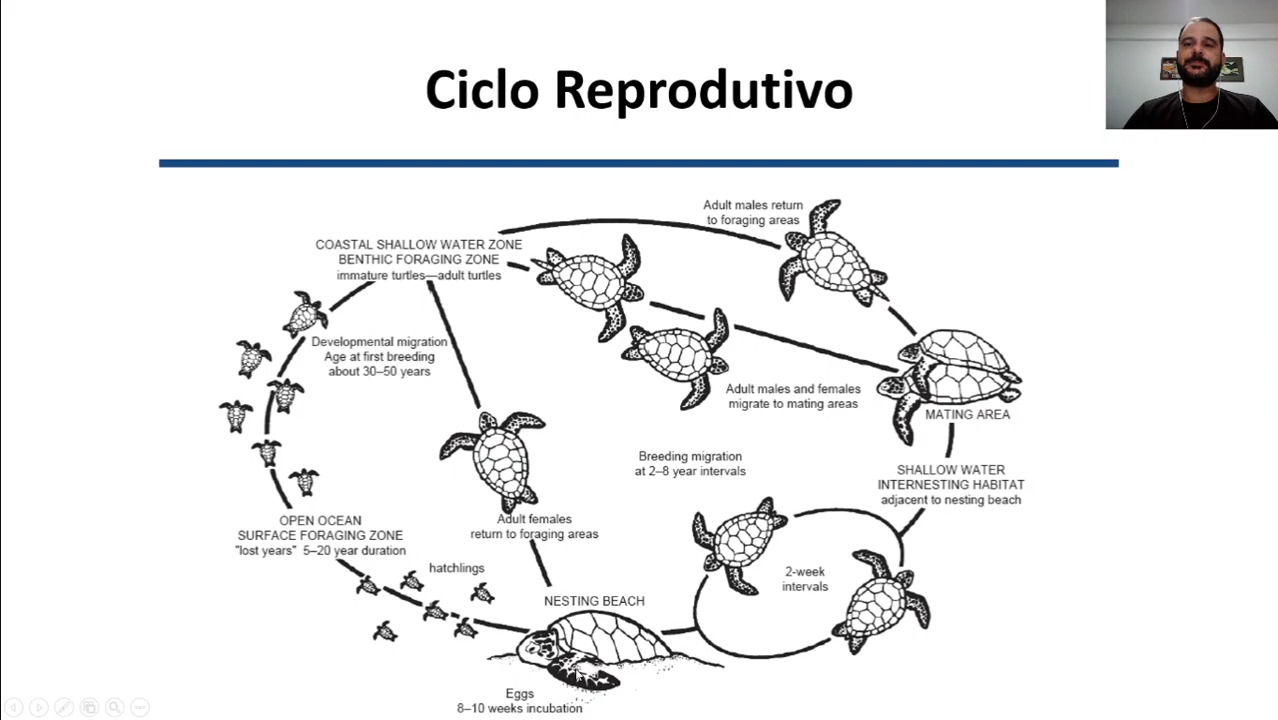 Ciclo Reprodutivo
Adult males return
to foraging areas
COASTAL SHALLOW WATER ZONE
BENTHIC FORAGING ZONE
immature turtles—adult turtles
Developmental migration
Age at first breeding
about 30–50 years
Adult males and females
migrate to mating areas
MATING AREA
Breeding migration
at 2–8 year intervals
SHALLOW WATER
INTERNESTING HABITAT
adjacent to nesting beach
OPEN OCEAN
SURFACE FORAGING ZONE
"lost years" 5–20 year duration
Adult females
return to foraging areas
hatchlings
2-week
intervals
NESTING BEACH
Eggs
8–10 weeks incubation